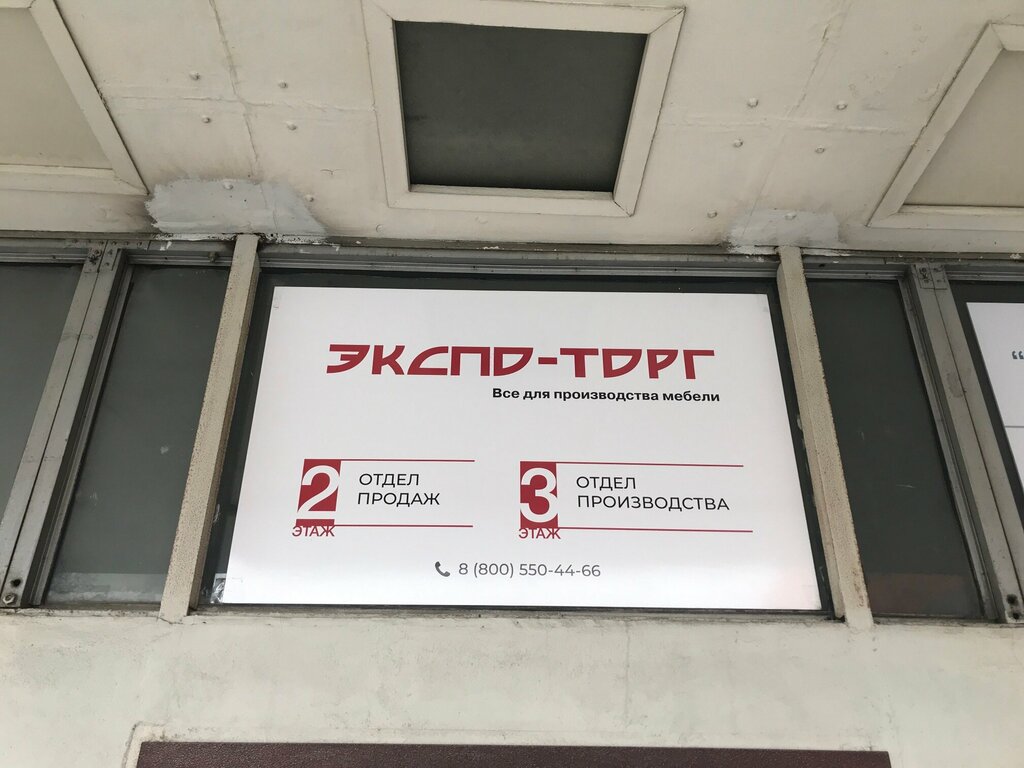 ЭКСПО-ТОРГ
Все для производства мебели
2 ОТДЕЛ
ПРОДАЖ
ЭТАЖ
3 ОТДЕЛ
ПРОИЗВОДСТВА
ЭТАЖ
8 (800) 550-44-66
“